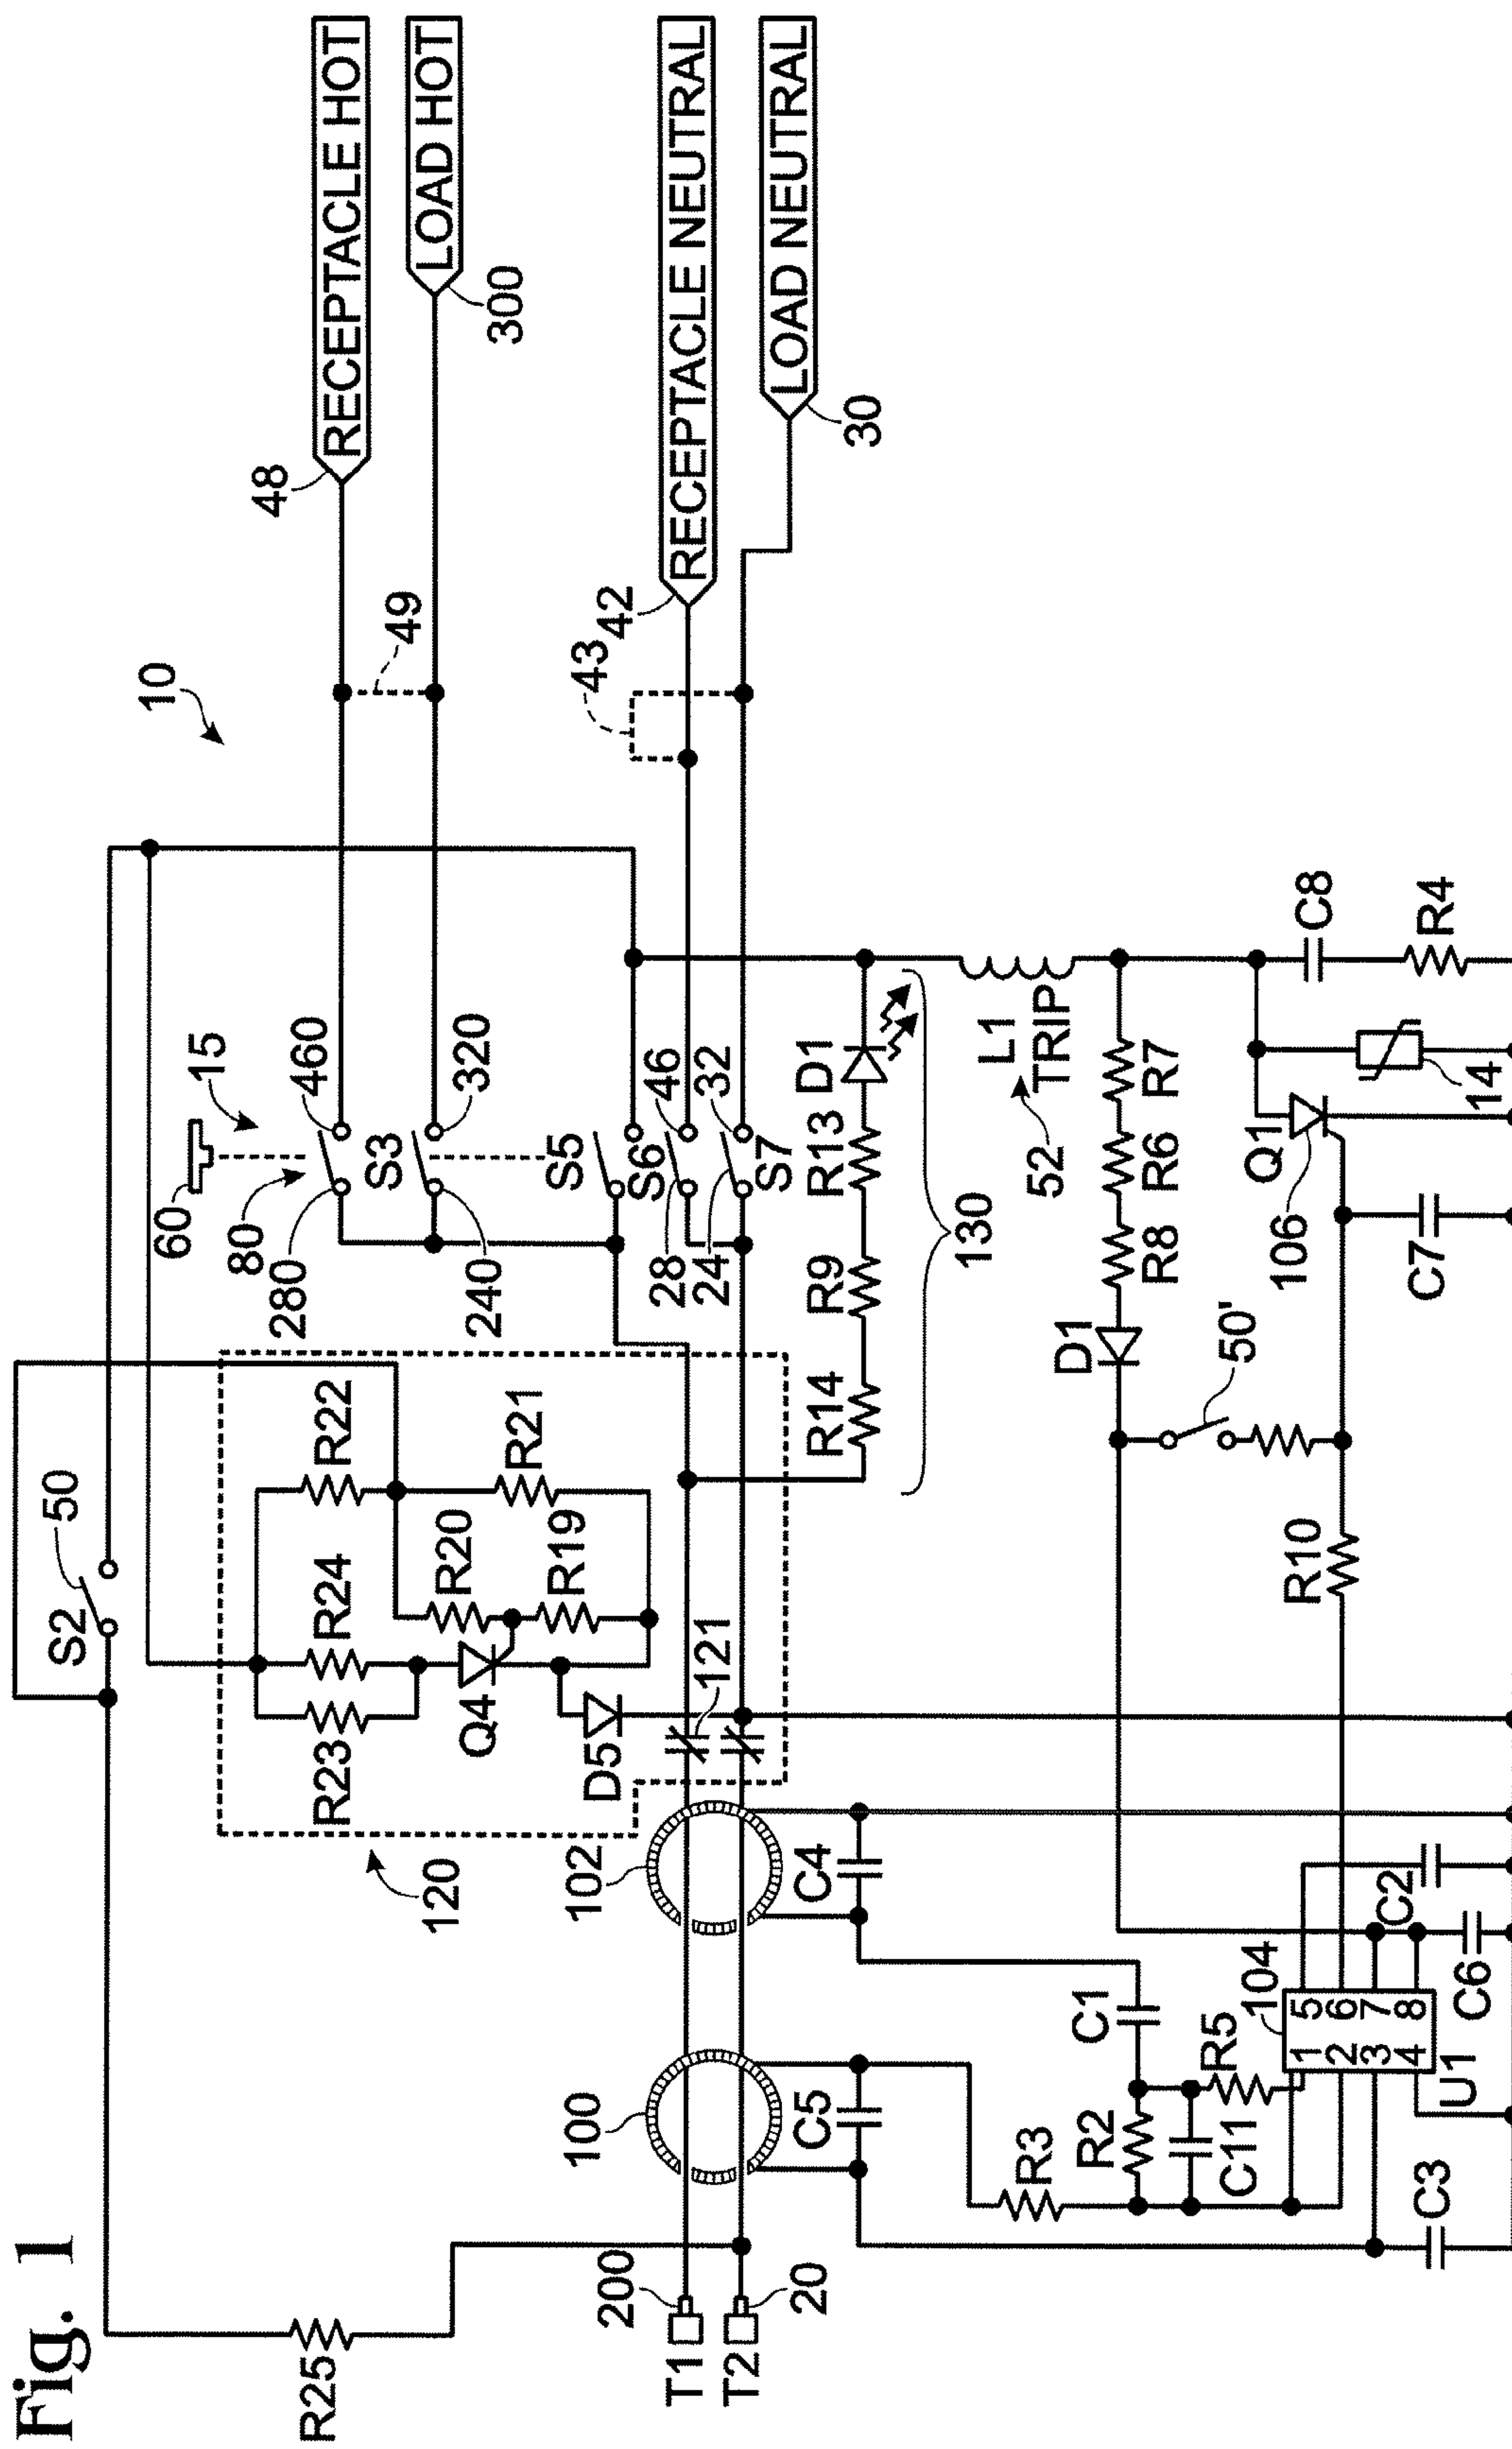 Fig. 1
10
RECEPTACLE HOT
48
LOAD HOT
300
49
RECEPTACLE NEUTRAL
42
43
LOAD NEUTRAL
30
S2
50
60
15
80
280
460
S3
240
320
S5
S6
28
46
24
32
S7
R22
R24
R23
R21
R20
R19
Q4
D5
121
120
102
100
R25
T1
200
T2
20
R14
R9
R13
D1
130
L1
TRIP
52
C4
C5
D1
R8
R6
R7
50'
Q1
106
C8
R4
14
C7
R10
C1
R3
R2
C11
R5
104
1
2
3
4
5
6
7
8
U1
C2
C6
C3